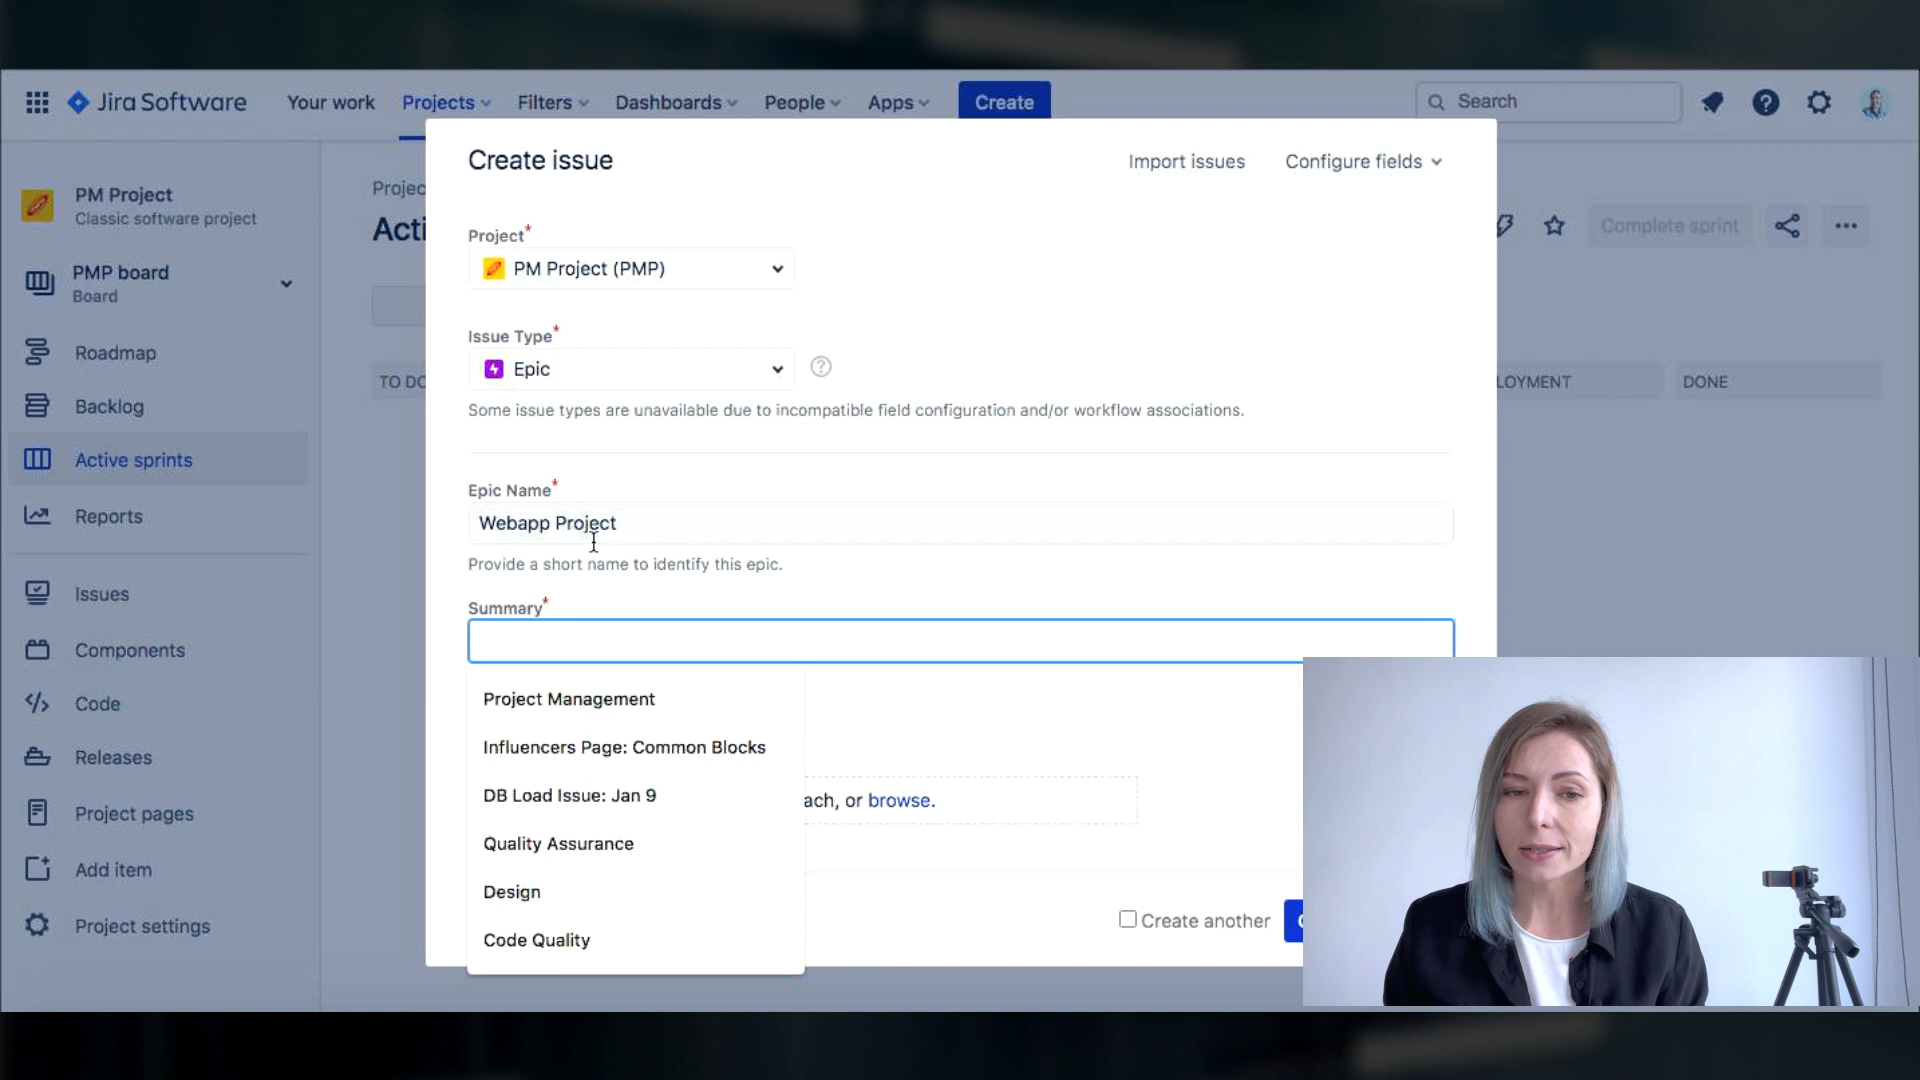 Jira Software
Your work
Projects
Filters
Dashboards
People
Apps
Create
Search
PM Project
Classic software project
PMP board
Board
Roadmap
Backlog
Active sprints
Reports
Issues
Components
Code
Releases
Project pages
Add item
Project settings
Projec
Acti
TO DO
Complete sprint
LOYMENT
DONE
Create issue
Import issues
Configure fields
Project*
PM Project (PMP)
Issue Type*
Epic
Some issue types are unavailable due to incompatible field configuration and/or workflow associations.
Epic Name*
Webapp Project
Provide a short name to identify this epic.
Summary*
Project Management
Influencers Page: Common Blocks
DB Load Issue: Jan 9
Quality Assurance
Design
Code Quality
ach, or browse.
Create another